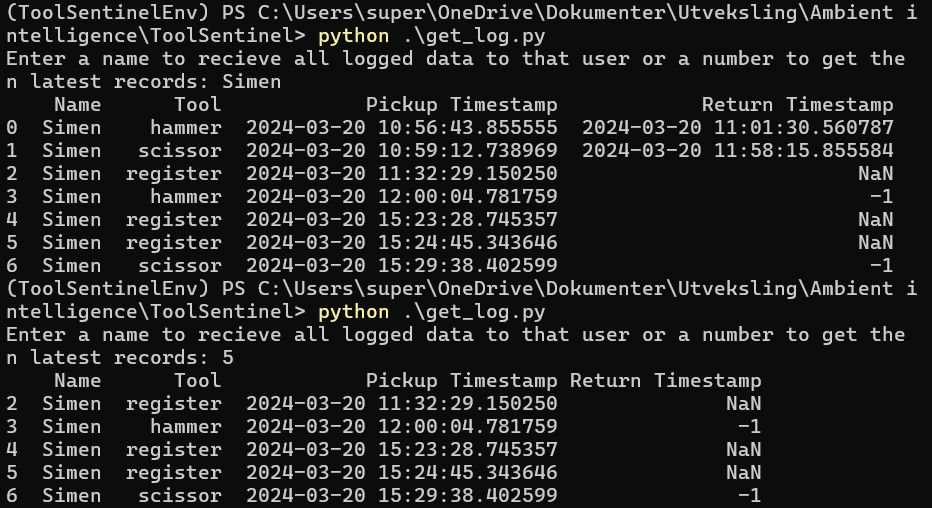 (ToolSentinelEnv) PS C:\Users\super\OneDrive\Dokumenter\Utveksling\Ambient i
ntelligence\ToolSentinel> python .\get_log.py
Enter a name to recieve all logged data to that user or a number to get the
n latest records: Simen
    Name      Tool            Pickup Timestamp            Return Timestamp
0  Simen    hammer  2024-03-20 10:56:43.855555  2024-03-20 11:01:30.560787
1  Simen   scissor  2024-03-20 10:59:12.738969  2024-03-20 11:58:15.855584
2  Simen  register  2024-03-20 11:32:29.150250                         NaN
3  Simen    hammer  2024-03-20 12:00:04.781759                          -1
4  Simen  register  2024-03-20 15:23:28.745357                         NaN
5  Simen  register  2024-03-20 15:24:45.343646                         NaN
6  Simen   scissor  2024-03-20 15:29:38.402599                          -1
(ToolSentinelEnv) PS C:\Users\super\OneDrive\Dokumenter\Utveksling\Ambient i
ntelligence\ToolSentinel> python .\get_log.py
Enter a name to recieve all logged data to that user or a number to get the
n latest records: 5
    Name      Tool            Pickup Timestamp Return Timestamp
2  Simen  register  2024-03-20 11:32:29.150250              NaN
3  Simen    hammer  2024-03-20 12:00:04.781759               -1
4  Simen  register  2024-03-20 15:23:28.745357              NaN
5  Simen  register  2024-03-20 15:24:45.343646              NaN
6  Simen   scissor  2024-03-20 15:29:38.402599               -1